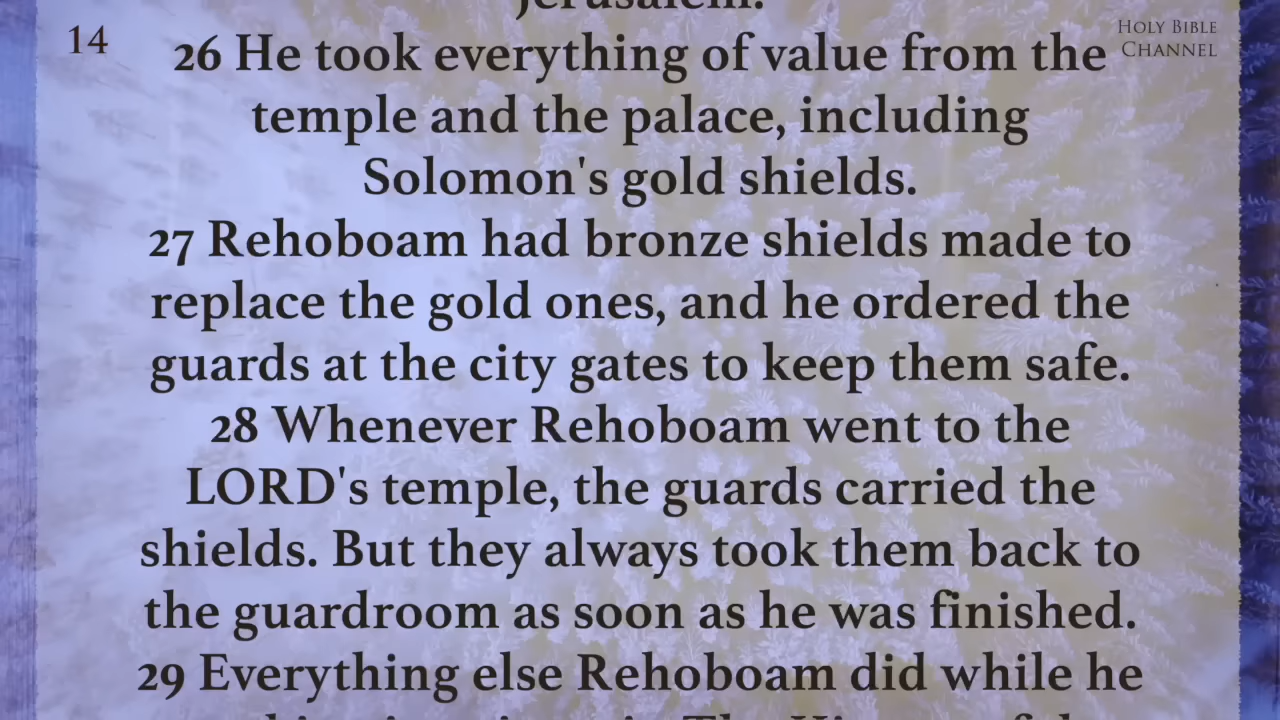 Jerusalem.
14
HOLY BIBLE
CHANNEL
26 He took everything of value from the
temple and the palace, including
Solomon's gold shields.
27 Rehoboam had bronze shields made to
replace the gold ones, and he ordered the
guards at the city gates to keep them safe.
28 Whenever Rehoboam went to the
LORD's temple, the guards carried the
shields. But they always took them back to
the guardroom as soon as he was finished.
29 Everything else Rehoboam did while he